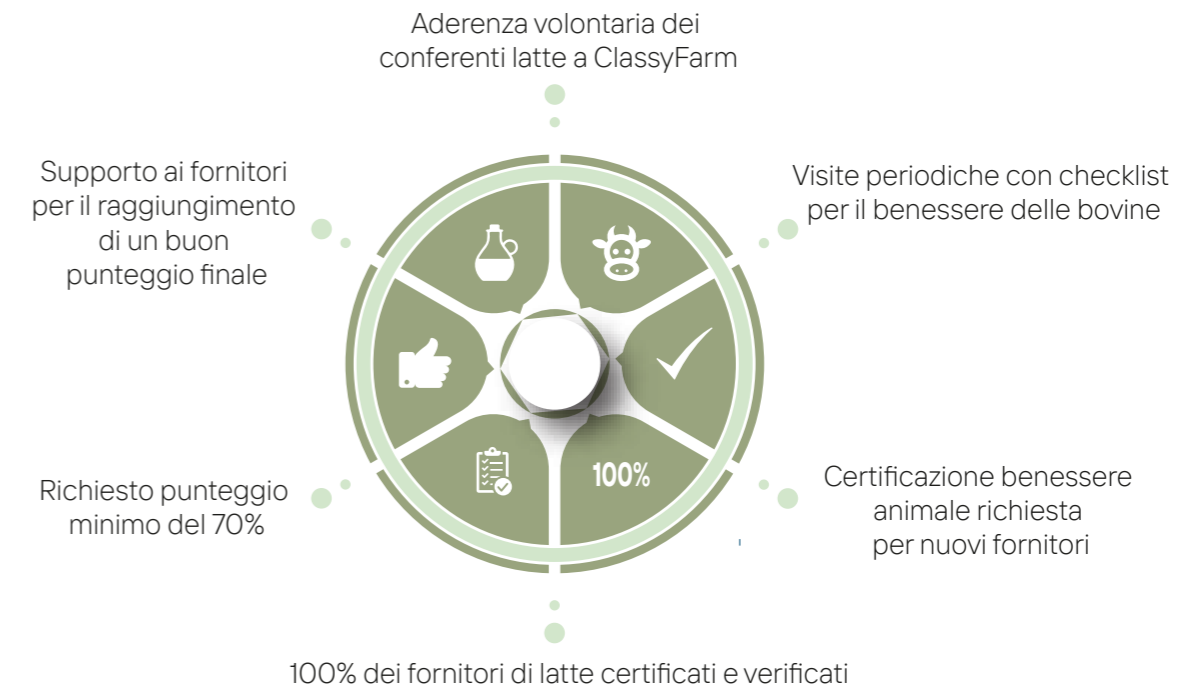 Aderenza volontaria dei
conferenti latte a ClassyFarm
Supporto ai fornitori
per il raggiungimento
di un buon
punteggio finale
Visite periodiche con checklist
per il benessere delle bovine
100%
Richiesto punteggio
minimo del 70%
Certificazione benessere
animale richiesta
per nuovi fornitori
100% dei fornitori di latte certificati e verificati